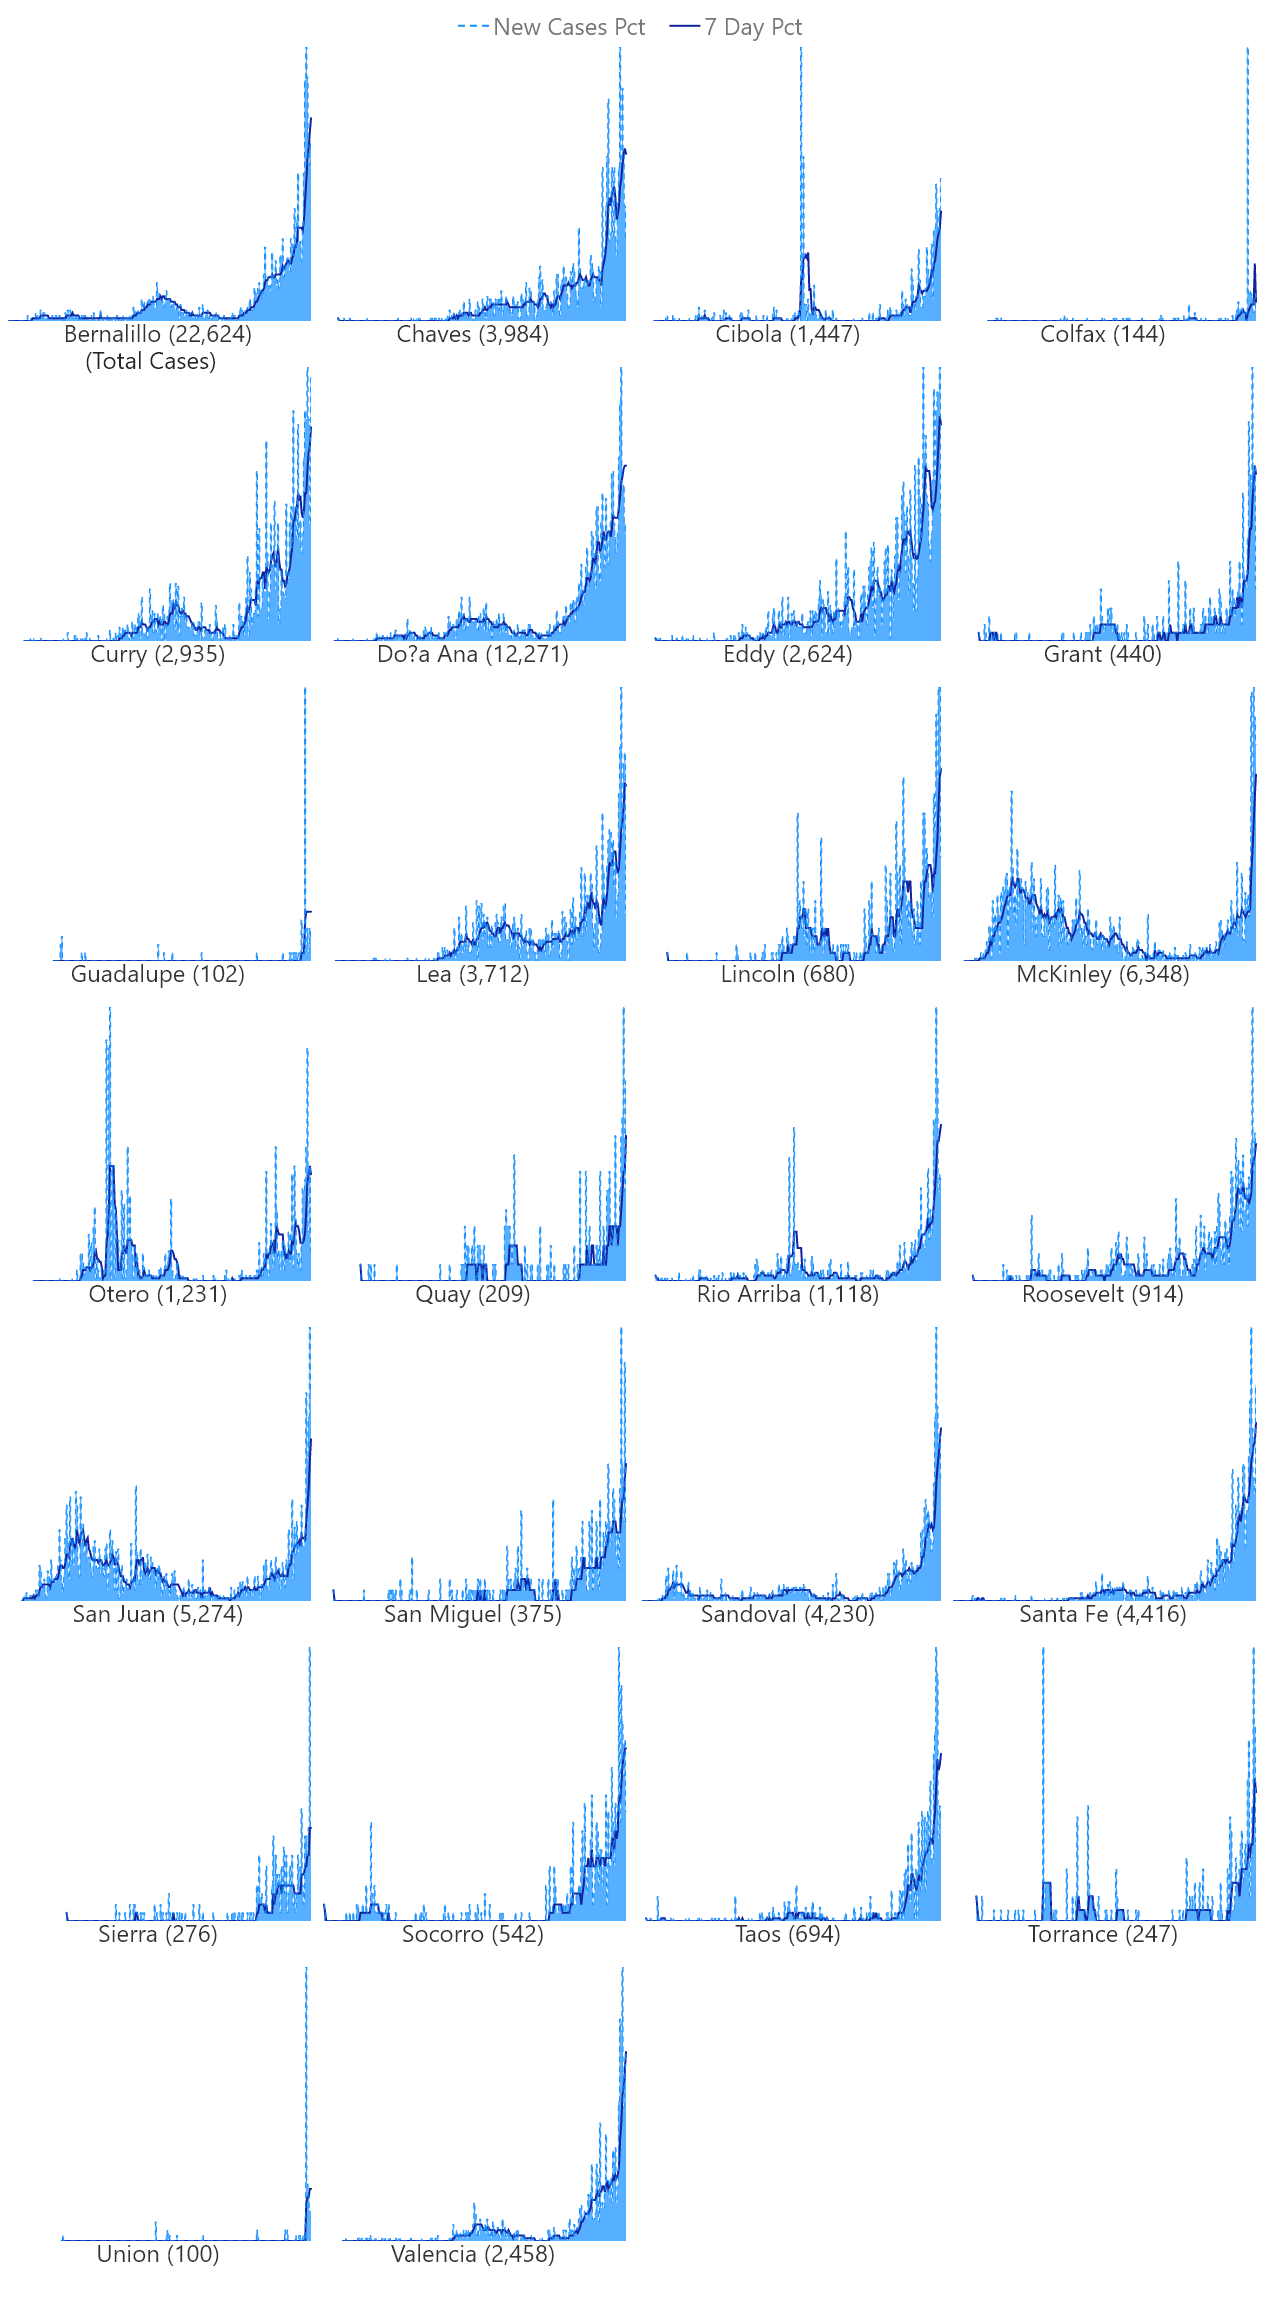 New Cases Pct 7 Day Pct
Bernalillo (22,624) Chaves (3,984) Cibola (1,447) Colfax (144)
(Total Cases)
Curry (2,935) Do?a Ana (12,271) Eddy (2,624) Grant (440)
Guadalupe (102) Lea (3,712) Lincoln (680) McKinley (6,348)
Otero (1,231) Quay (209) Rio Arriba (1,118) Roosevelt (914)
San Juan (5,274) San Miguel (375) Sandoval (4,230) Santa Fe (4,416)
Sierra (276) Socorro (542) Taos (694) Torrance (247)
Union (100) Valencia (2,458)